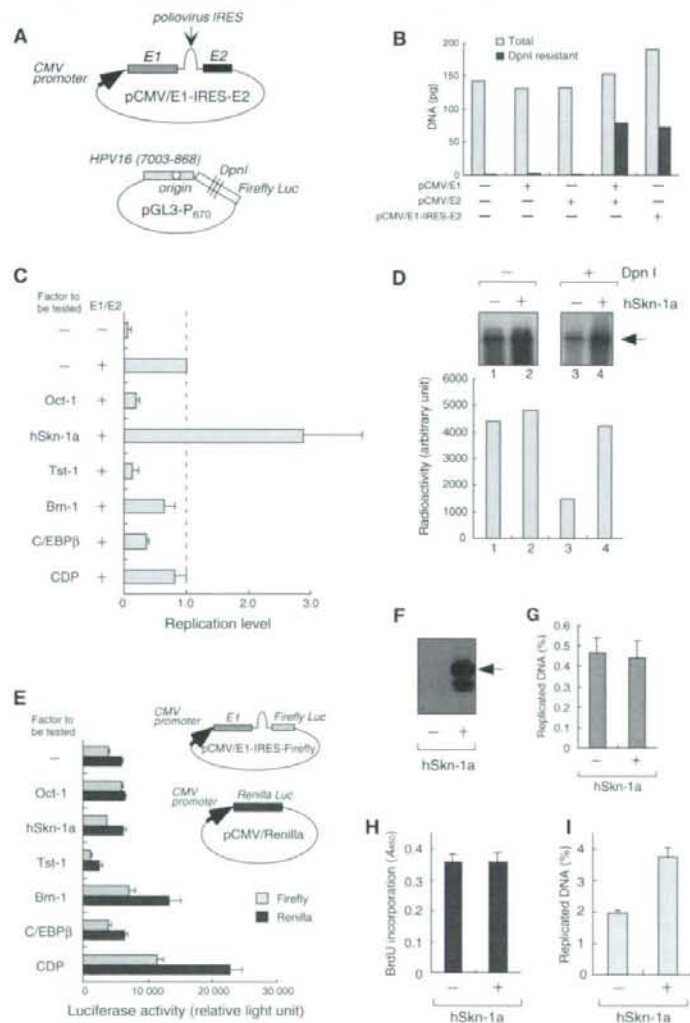 A
poliovirus IRES
E1
E2
CMV
promoter
pCMV/E1-IRES-E2
HPV16 (7003-868)
DpnI
origin
Firefly Luc
pGL3-P670
B
Total
DpnI resistant
DNA (pg)
200
150
100
50
0
pCMV/E1 — + — + —
pCMV/E2 — — + + —
pCMV/E1-IRES-E2 — — — — +
C
Factor to
be tested
E1/E2
— —
— +
Oct-1 +
hSkn-1a +
Tst-1 +
Brn-1 +
C/EBPβ +
CDP +
0 1.0 2.0 3.0
Replication level
D
— + Dpn I
— + — + hSkn-1a
1 2 3 4
Radioactivity (arbitrary unit)
6000
5000
4000
3000
2000
1000
0
1 2 3 4
E
Factor to
be tested
—
Oct-1
hSkn-1a
Tst-1
Brn-1
C/EBPβ
CDP
CMV
promoter
E1
Firefly Luc
pCMV/E1-IRES-Firefly
CMV
promoter
Renilla Luc
pCMV/Renilla
Firefly
Renilla
0 10 000 20 000 30 000
Luciferase activity (relative light unit)
F
— +
hSkn-1a
G
Replicated DNA (%)
0.6
0.5
0.4
0.3
0.2
0.1
0
— +
hSkn-1a
H
BrdU incorporation (A450)
0.4
0.3
0.2
0.1
0
— +
hSkn-1a
I
Replicated DNA (%)
4
2
0
— +
hSkn-1a